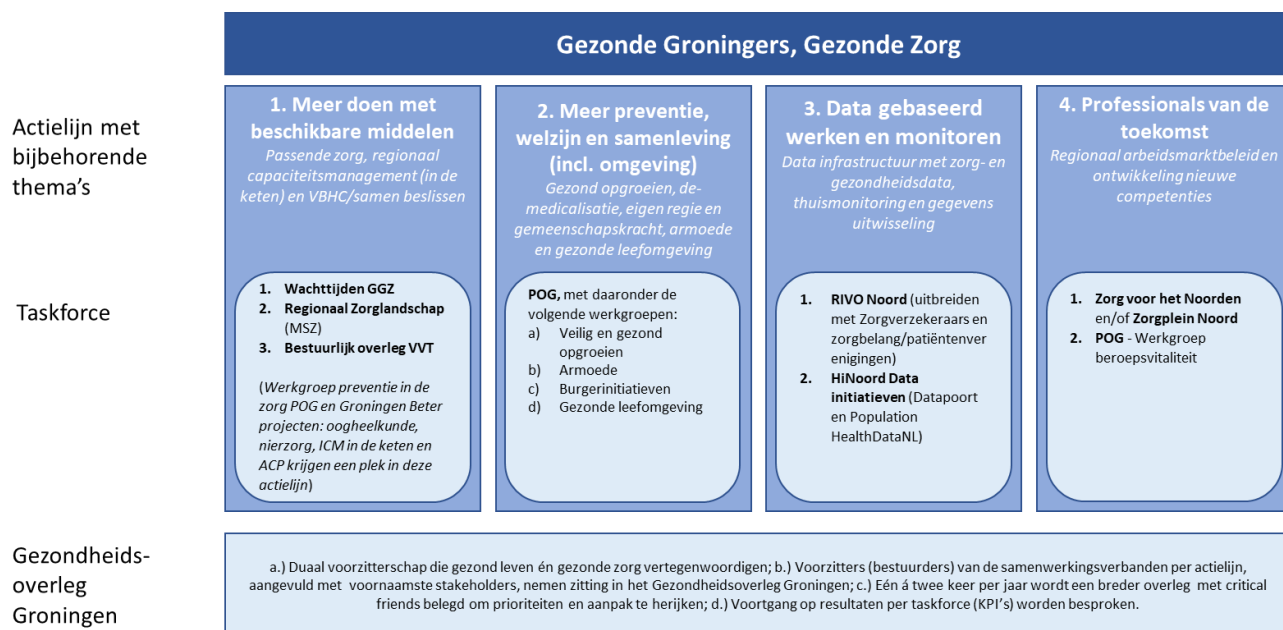 Gezonde Groningers, Gezonde Zorg
Actielijn met
bijbehorende
thema's
1. Meer doen met
beschikbare middelen
Passende zorg, regionaal
capaciteitsmanagement (in de
keten) en VBHC/samen beslissen
2. Meer preventie,
welzijn en samenleving
(incl. omgeving)
Gezond opgroeien, de-
medicalisatie, eigen regie en
gemeenschapskracht, armoede
en gezonde leefomgeving
3. Data gebaseerd
werken en monitoren
Data infrastructuur met zorg- en
gezondheidsdata,
thuismonitoring en gegevens
uitwisseling
4. Professionals van de
toekomst
Regionaal arbeidsmarktbeleid en
ontwikkeling nieuwe
competenties
Taskforce
1. Wachttijden GGZ
2. Regionaal Zorglandschap
(MSZ)
3. Bestuurlijk overleg VVT
(Werkgroep preventie in de
zorg POG en Groningen Beter
projecten: oogheelkunde,
nierzorg, ICM in de keten en
ACP krijgen een plek in deze
actielijn)
POG, met daaronder de
volgende werkgroepen:
a) Veilig en gezond
opgroeien
b) Armoede
c) Burgerinitiatieven
d) Gezonde leefomgeving
1. RIVO Noord (uitbreiden
met Zorgverzekeraars en
zorgbelang/patiëntenver
enigingen)
2. HiNoord Data
initiatieven (Datapoort
en Population
HealthDataNL)
1. Zorg voor het Noorden
en/of Zorgplein Noord
2. POG - Werkgroep
beroepsvitaliteit
Gezondheids-
overleg
Groningen
a.) Duaal voorzitterschap die gezond leven én gezonde zorg vertegenwoordigen; b.) Voorzitters (bestuurders) van de samenwerkingsverbanden per actielijn,
aangevuld met voornaamste stakeholders, nemen zitting in het Gezondheidsoverleg Groningen; c.) Eén á twee keer per jaar wordt een breder overleg met critical
friends belegd om prioriteiten en aanpak te herijken; d.) Voortgang op resultaten per taskforce (KPI's) worden besproken.